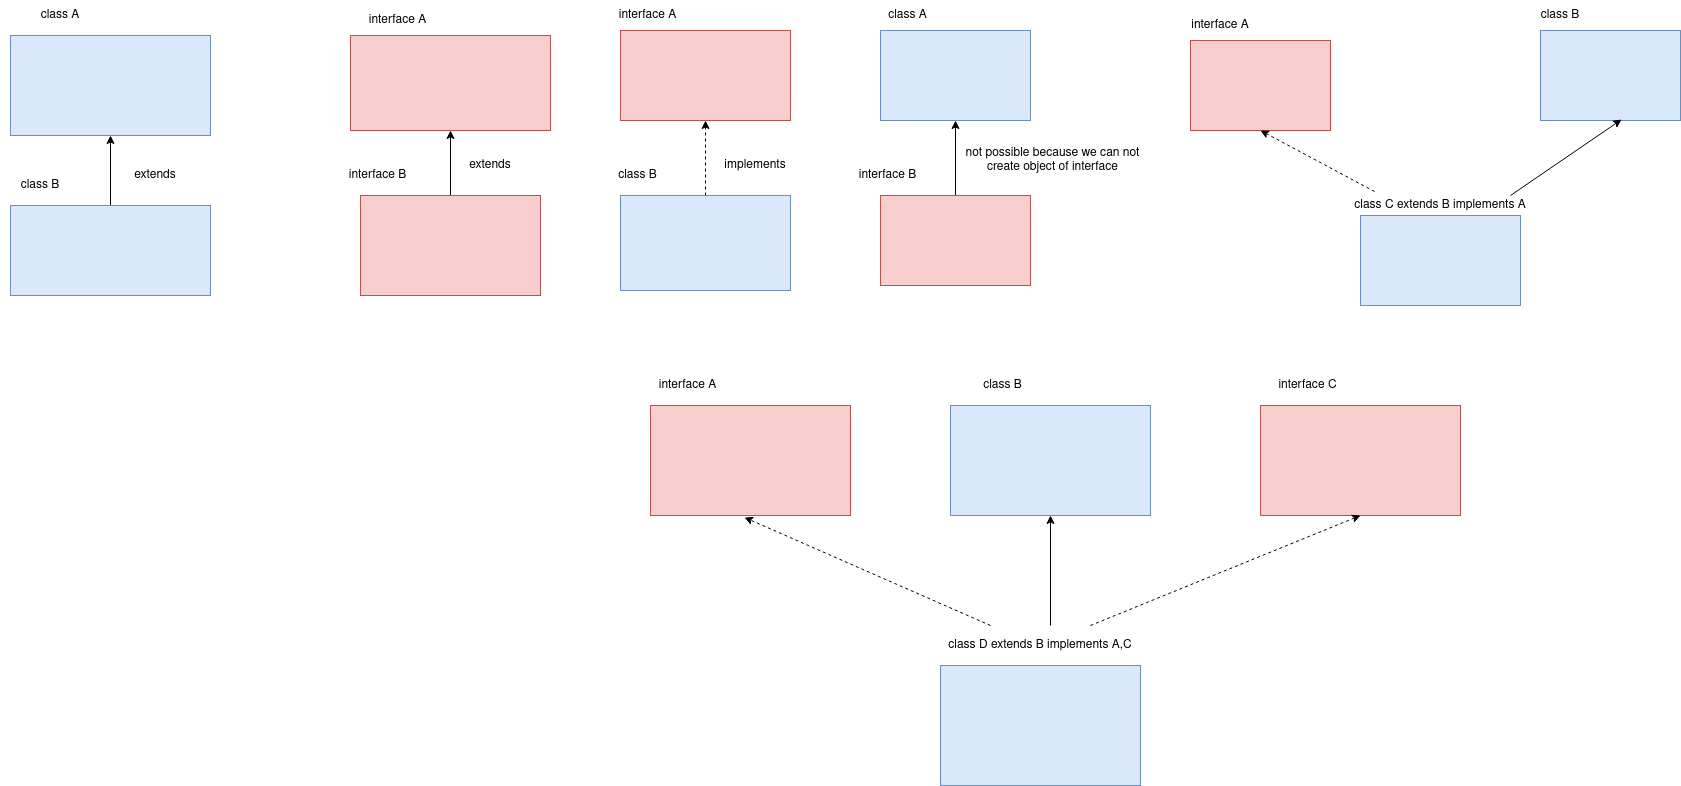 class A
interface A
interface A
class A
interface A
class B
class B
extends
interface B
extends
class B
implements
interface B
not possible because we can not
create object of interface
class C extends B implements A
interface A
class B
interface C
class D extends B implements A,C